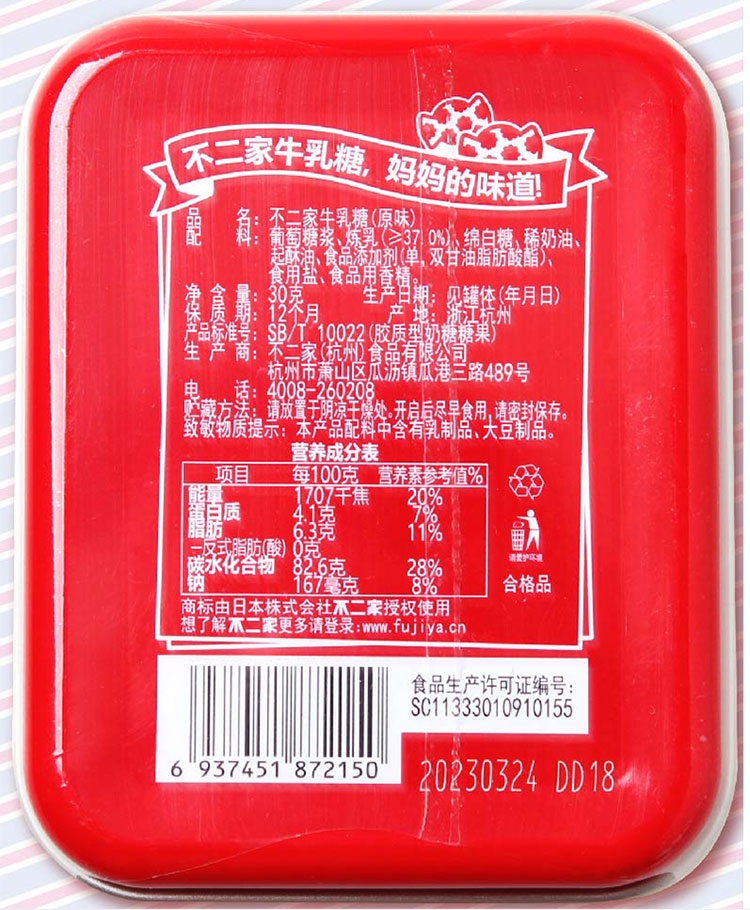 不二家牛乳糖,妈妈的味道!
品 名:不二家牛乳糖(原味)
配 料:葡萄糖浆、炼乳(≥37.0%)、绵白糖、稀奶油、
起酥油、食品添加剂(单,双甘油脂肪酸酯)、
食用盐、食品用香精。
净 含 量:30克 生产日期:见罐体(年月日)
保 质 期:12个月 产 地:浙江杭州
产品标准号:SB/T 10022(胶质型奶糖糖果)
生 产 商:不二家(杭州)食品有限公司
杭州市萧山区瓜沥镇瓜港三路489号
电 话:4008-260208
贮藏方法:请放置于阴凉干燥处。开启后尽早食用,请密封保存。
致敏物质提示:本产品配料中含有乳制品、大豆制品。
营养成分表
项目 每100克 营养素参考值%
能量 1707千焦 20%
蛋白质 4.1克 7%
脂肪 6.3克 11%
—反式脂肪(酸) 0克
碳水化合物 82.6克 28%
钠 167毫克 8%
请爱护环境
合格品
商标由日本株式会社不二家授权使用
想了解不二家更多请登录:www.fujiya.cn
食品生产许可证编号:
SC11333010910155
6 937451 872150
20230324 DD18